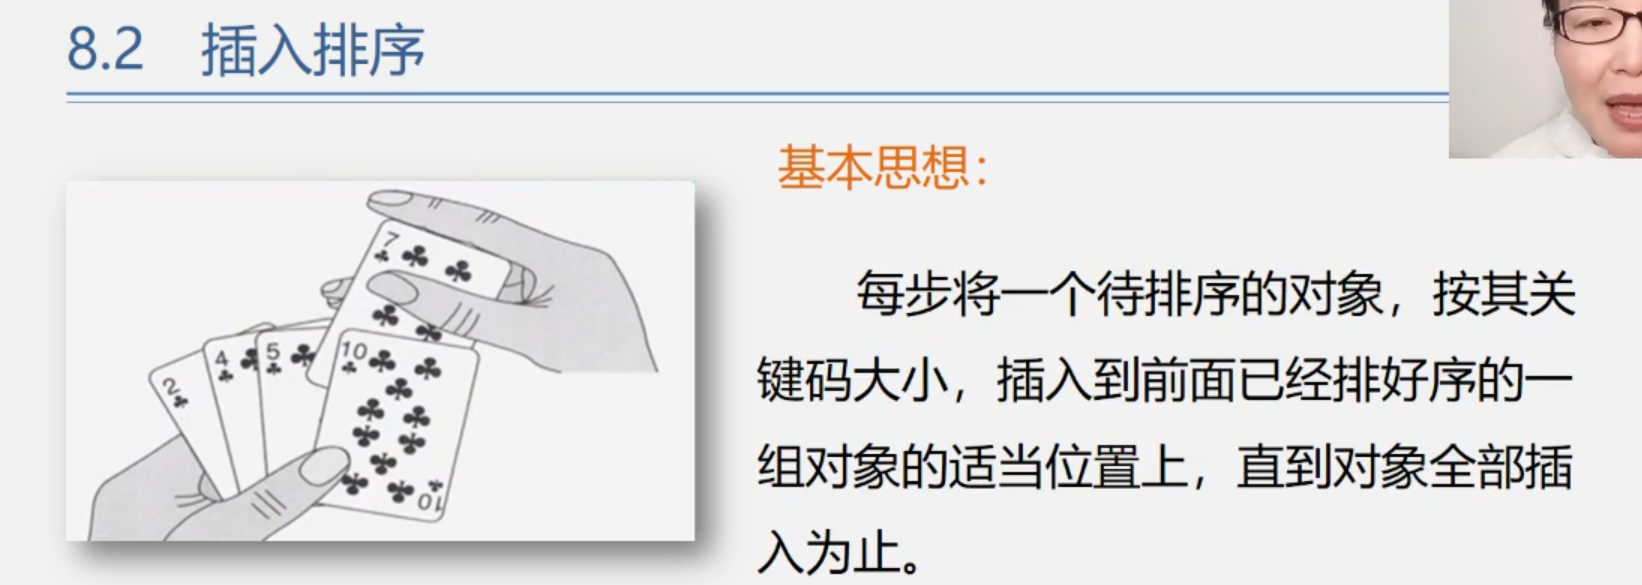 8.2 插入排序
基本思想：
每步将一个待排序的对象，按其关
键码大小，插入到前面已经排好序的一
组对象的适当位置上，直到对象全部插
入为止。
2
4
5
7
10
10